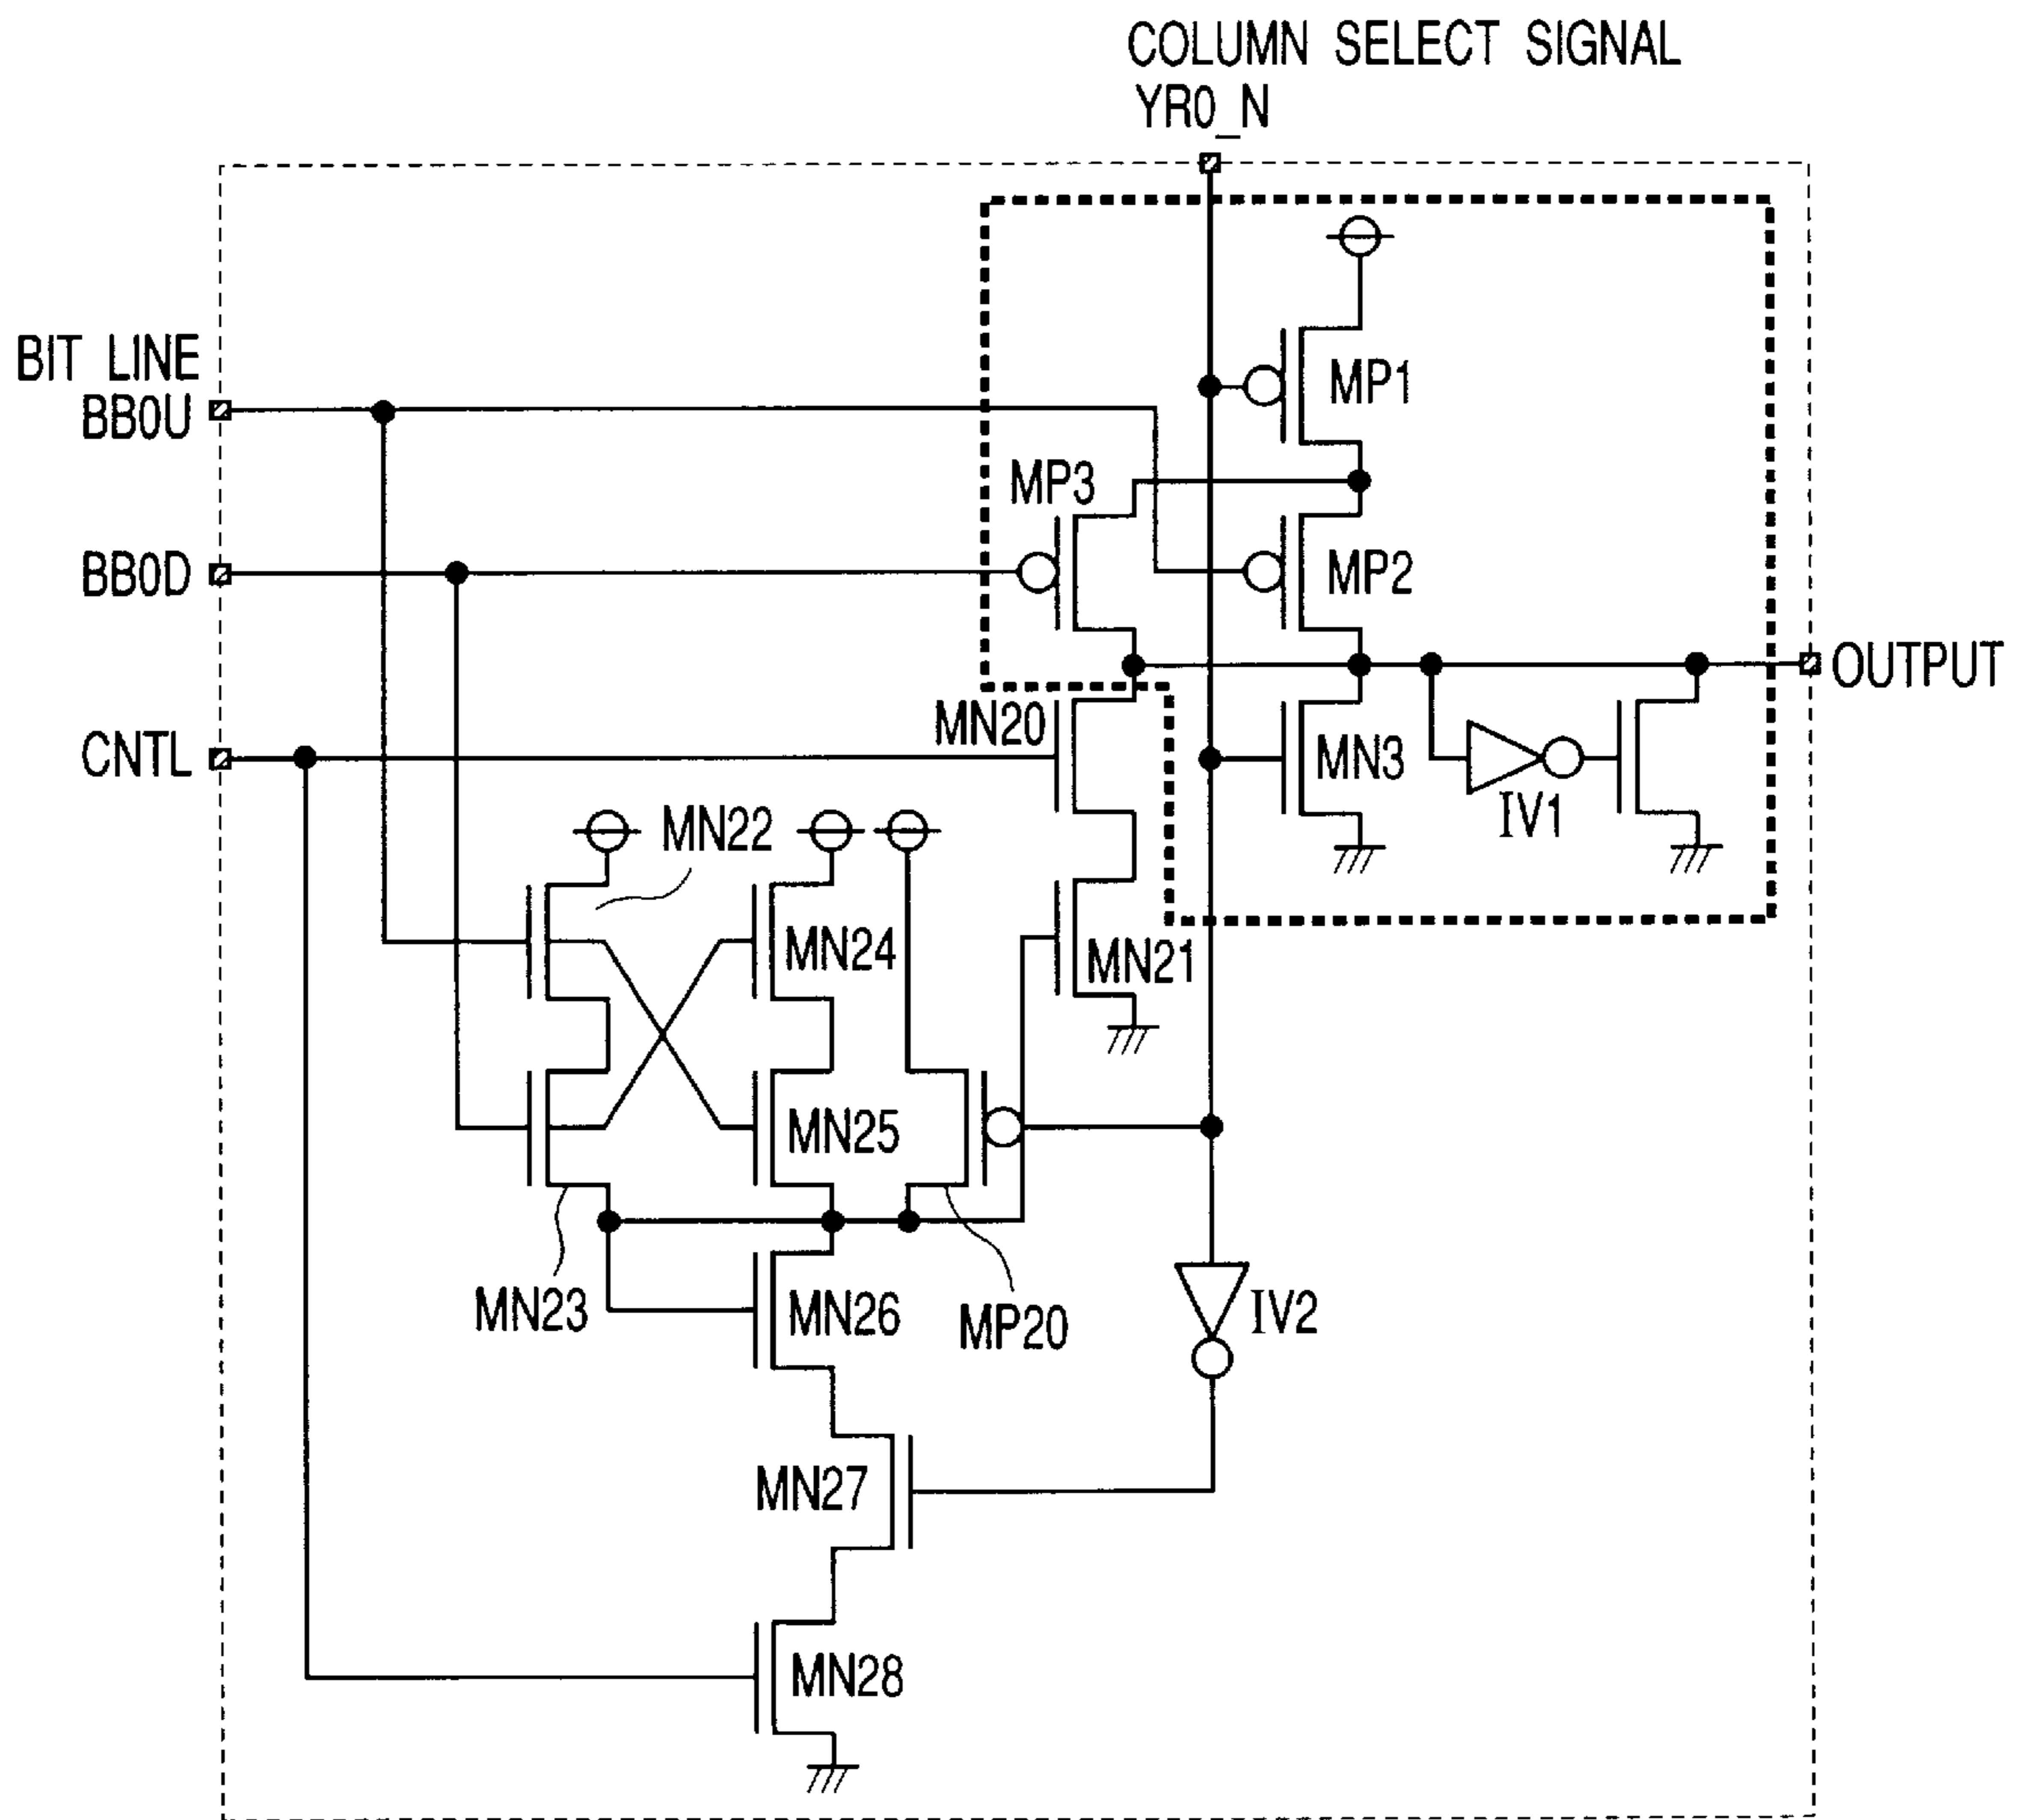 COLUMN SELECT SIGNAL
YR0_N
BIT LINE
BB0U
MP1
MP3
BB0D
MP2
OUTPUT
MN20
CNTL
MN3
IV1
MN22
MN24
MN21
MN25
MN23
MN26
MP20
IV2
MN27
MN28